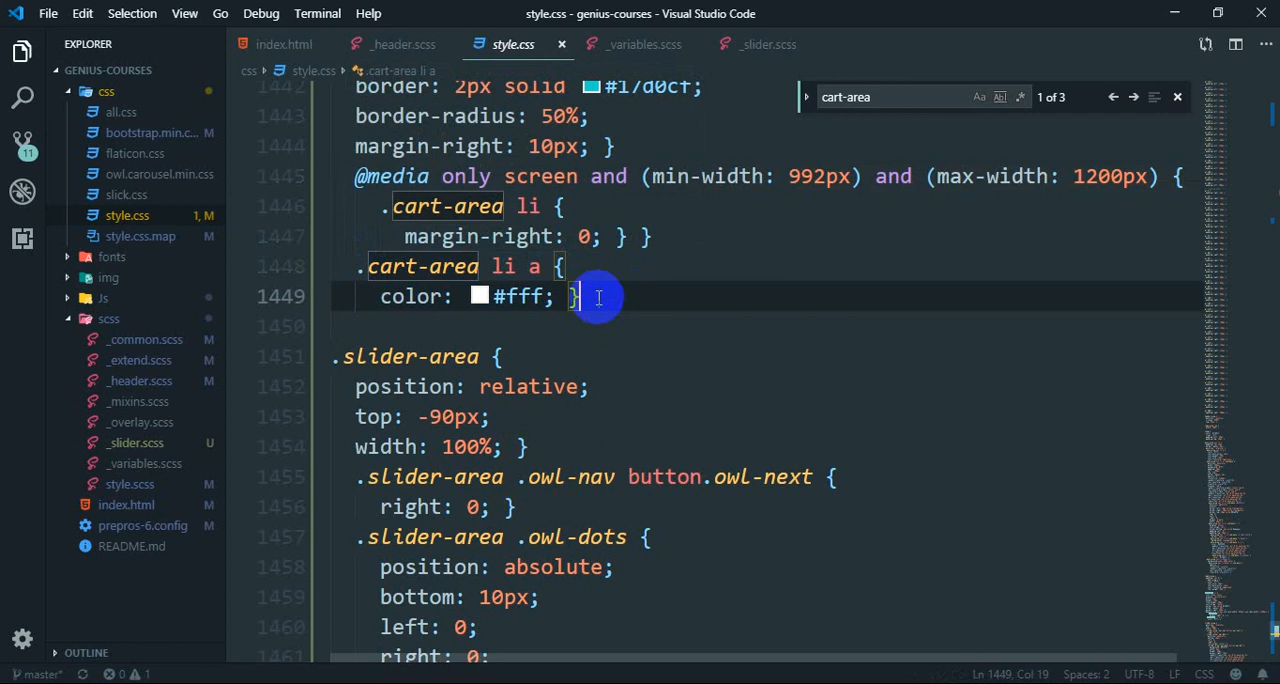 File Edit Selection View Go Debug Terminal Help
style.css - genius-courses - Visual Studio Code
EXPLORER
index.html
_header.scss
style.css
_variables.scss
_slider.scss
GENIUS-COURSES
css > style.css > .cart-area li a
cart-area
Aa Abl .*
1 of 3
css
all.css
bootstrap.min.c... M
flaticon.css
owl.carousel.min.css
slick.css
style.css 1, M
style.css.map M
fonts
img
Js
scss
_common.scss M
_extend.scss M
_header.scss M
_mixins.scss
_overlay.scss
_slider.scss U
_variables.scss
style.scss M
index.html M
prepros-6.config M
README.md
OUTLINE
11
1442 border: 2px solid #17d0cf;
1443 border-radius: 50%;
1444 margin-right: 10px; }
1445 @media only screen and (min-width: 992px) and (max-width: 1200px) {
1446 .cart-area li {
1447 margin-right: 0; } }
1448 .cart-area li a {
1449 color: #fff; }
1450
1451 .slider-area {
1452 position: relative;
1453 top: -90px;
1454 width: 100%; }
1455 .slider-area .owl-nav button.owl-next {
1456 right: 0; }
1457 .slider-area .owl-dots {
1458 position: absolute;
1459 bottom: 10px;
1460 left: 0;
1461 right: 0;
master* 0 1
Ln 1449, Col 19 Spaces: 2 UTF-8 LF CSS